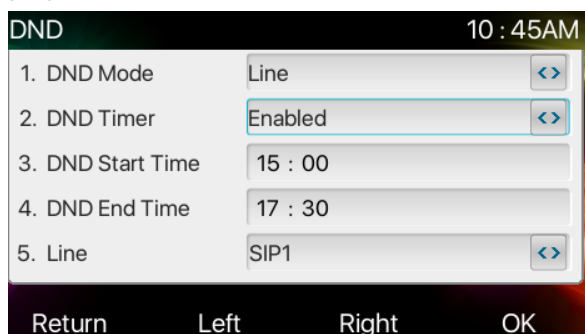 DND 10 : 45AM
1. DND Mode Line
2. DND Timer Enabled
3. DND Start Time 15 : 00
4. DND End Time 17 : 30
5. Line SIP1
Return Left Right OK